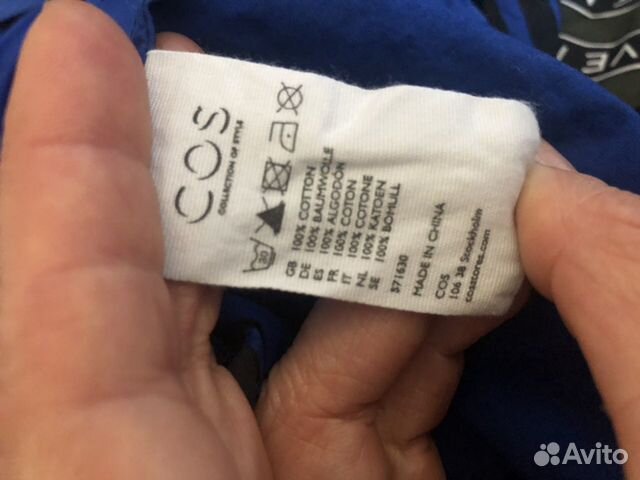 COS
COLLECTION OF STYLE
30
GB 100% COTTON
DE 100% BAUMWOLLE
ES 100% ALGODÓN
FR 100% COTON
IT 100% COTONE
NL 100% KATOEN
SE 100% BOMULL
571630
MADE IN CHINA
COS
106 38 Stockholm
cosstores.com
Avito